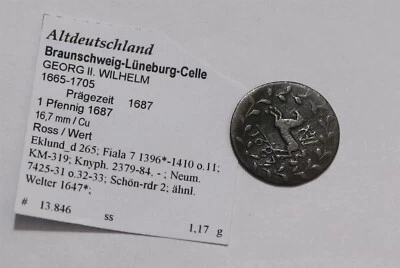 Altdeutschland
Braunschweig-Lüneburg-Celle
GEORG II. WILHELM
1665-1705
Prägezeit 1687
1 Pfennig 1687
16,7 mm / Cu
Ross / Wert
Eklund_d 265; Fiala 7 1396*-1410 o.11;
KM-319; Knyph. 2379-84, - ; Neum.
7425-31 o.32-33; Schön-rdr 2; ähnl.
Welter 1647*;
# 13.846 ss 1,17 g